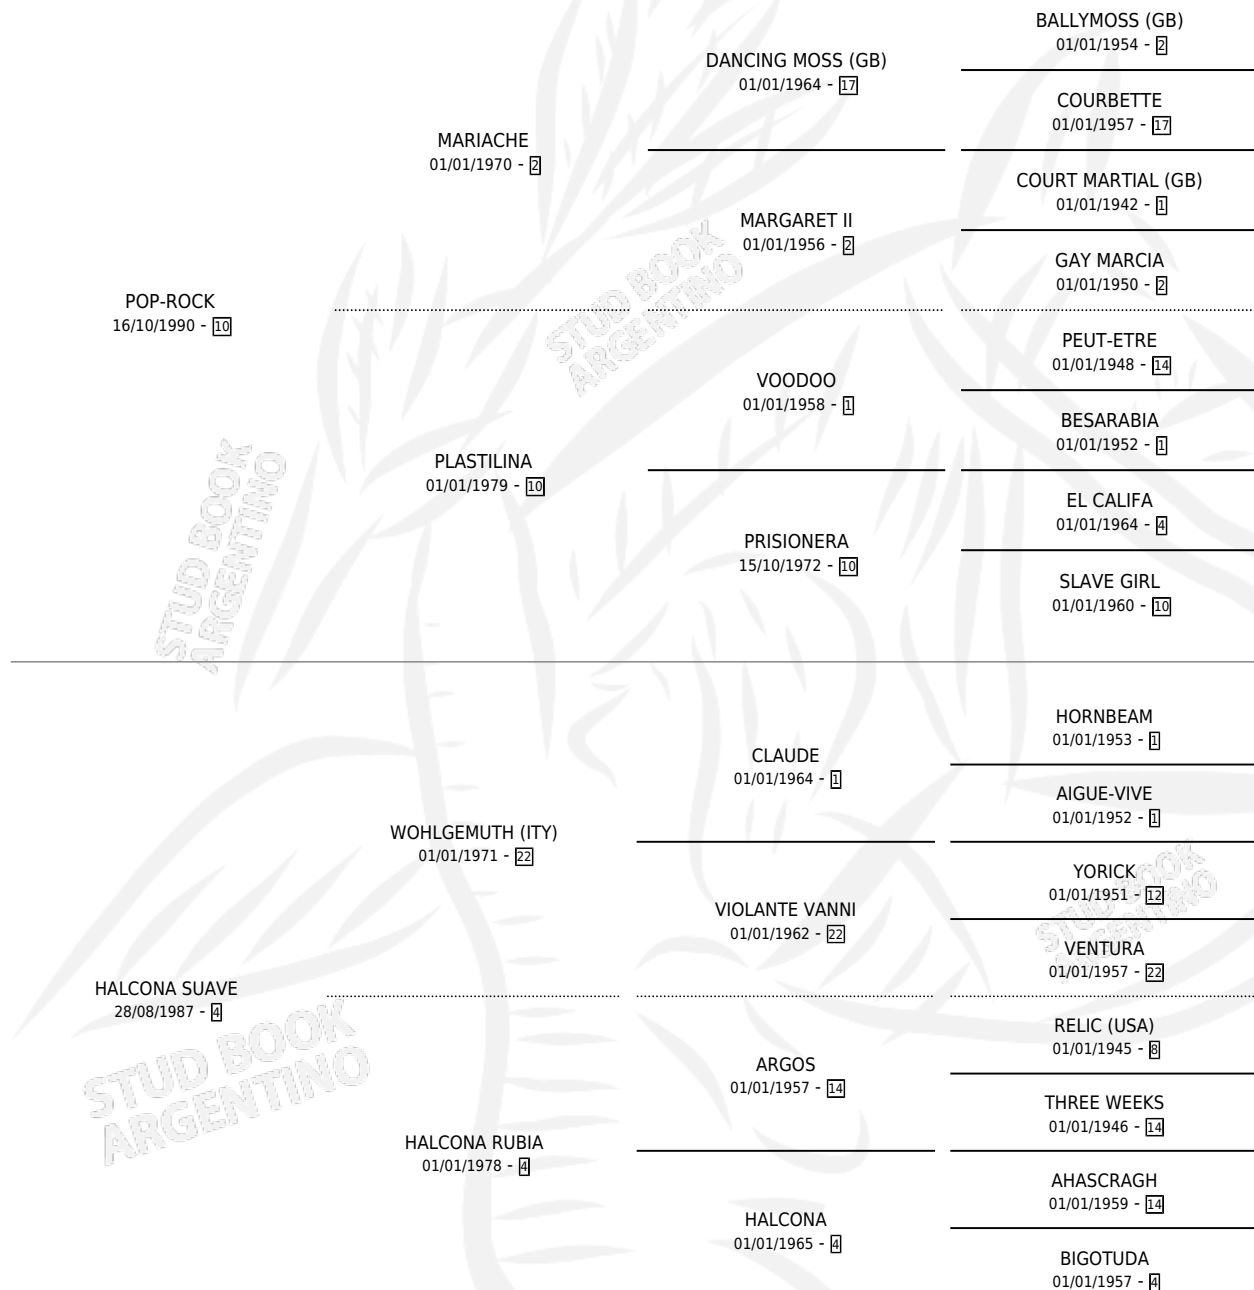 BALLYMOSS (GB)
01/01/1954 - 2
DANCING MOSS (GB)
01/01/1964 - 17
COURBETTE
01/01/1957 - 17
MARIACHE
01/01/1970 - 2
COURT MARTIAL (GB)
01/01/1942 - 1
MARGARET II
01/01/1956 - 2
GAY MARCIA
01/01/1950 - 2
POP-ROCK
16/10/1990 - 10
PEUT-ETRE
01/01/1948 - 14
VOODOO
01/01/1958 - 1
BESARABIA
01/01/1952 - 1
PLASTILINA
01/01/1979 - 10
EL CALIFA
01/01/1964 - 4
PRISIONERA
15/10/1972 - 10
SLAVE GIRL
01/01/1960 - 10
HORNBEAM
01/01/1953 - 1
CLAUDE
01/01/1964 - 1
AIGUE-VIVE
01/01/1952 - 1
WOHLGEMUTH (ITY)
01/01/1971 - 22
YORICK
01/01/1951 - 12
VIOLANTE VANNI
01/01/1962 - 22
VENTURA
01/01/1957 - 22
HALCONA SUAVE
28/08/1987 - 4
RELIC (USA)
01/01/1945 - 8
ARGOS
01/01/1957 - 14
THREE WEEKS
01/01/1946 - 14
HALCONA RUBIA
01/01/1978 - 4
AHASCRAGH
01/01/1959 - 14
HALCONA
01/01/1965 - 4
BIGOTUDA
01/01/1957 - 4
STUD BOOK
ARGENTINO
STUD BOOK
ARGENTINO
STUD BOOK
ARGENTINO
STUD BOOK
ARGENTINO